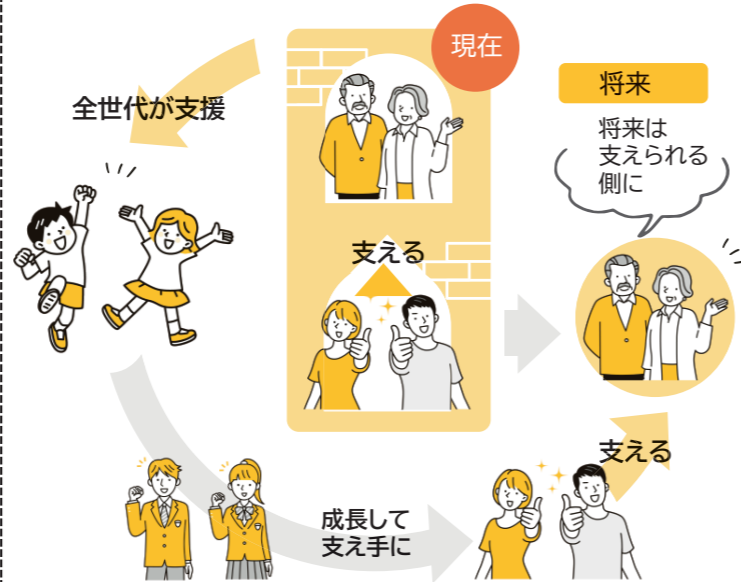 現在
全世代が支援
支える
将来
将来は
支えられる
側に
支える
成長して
支え手に